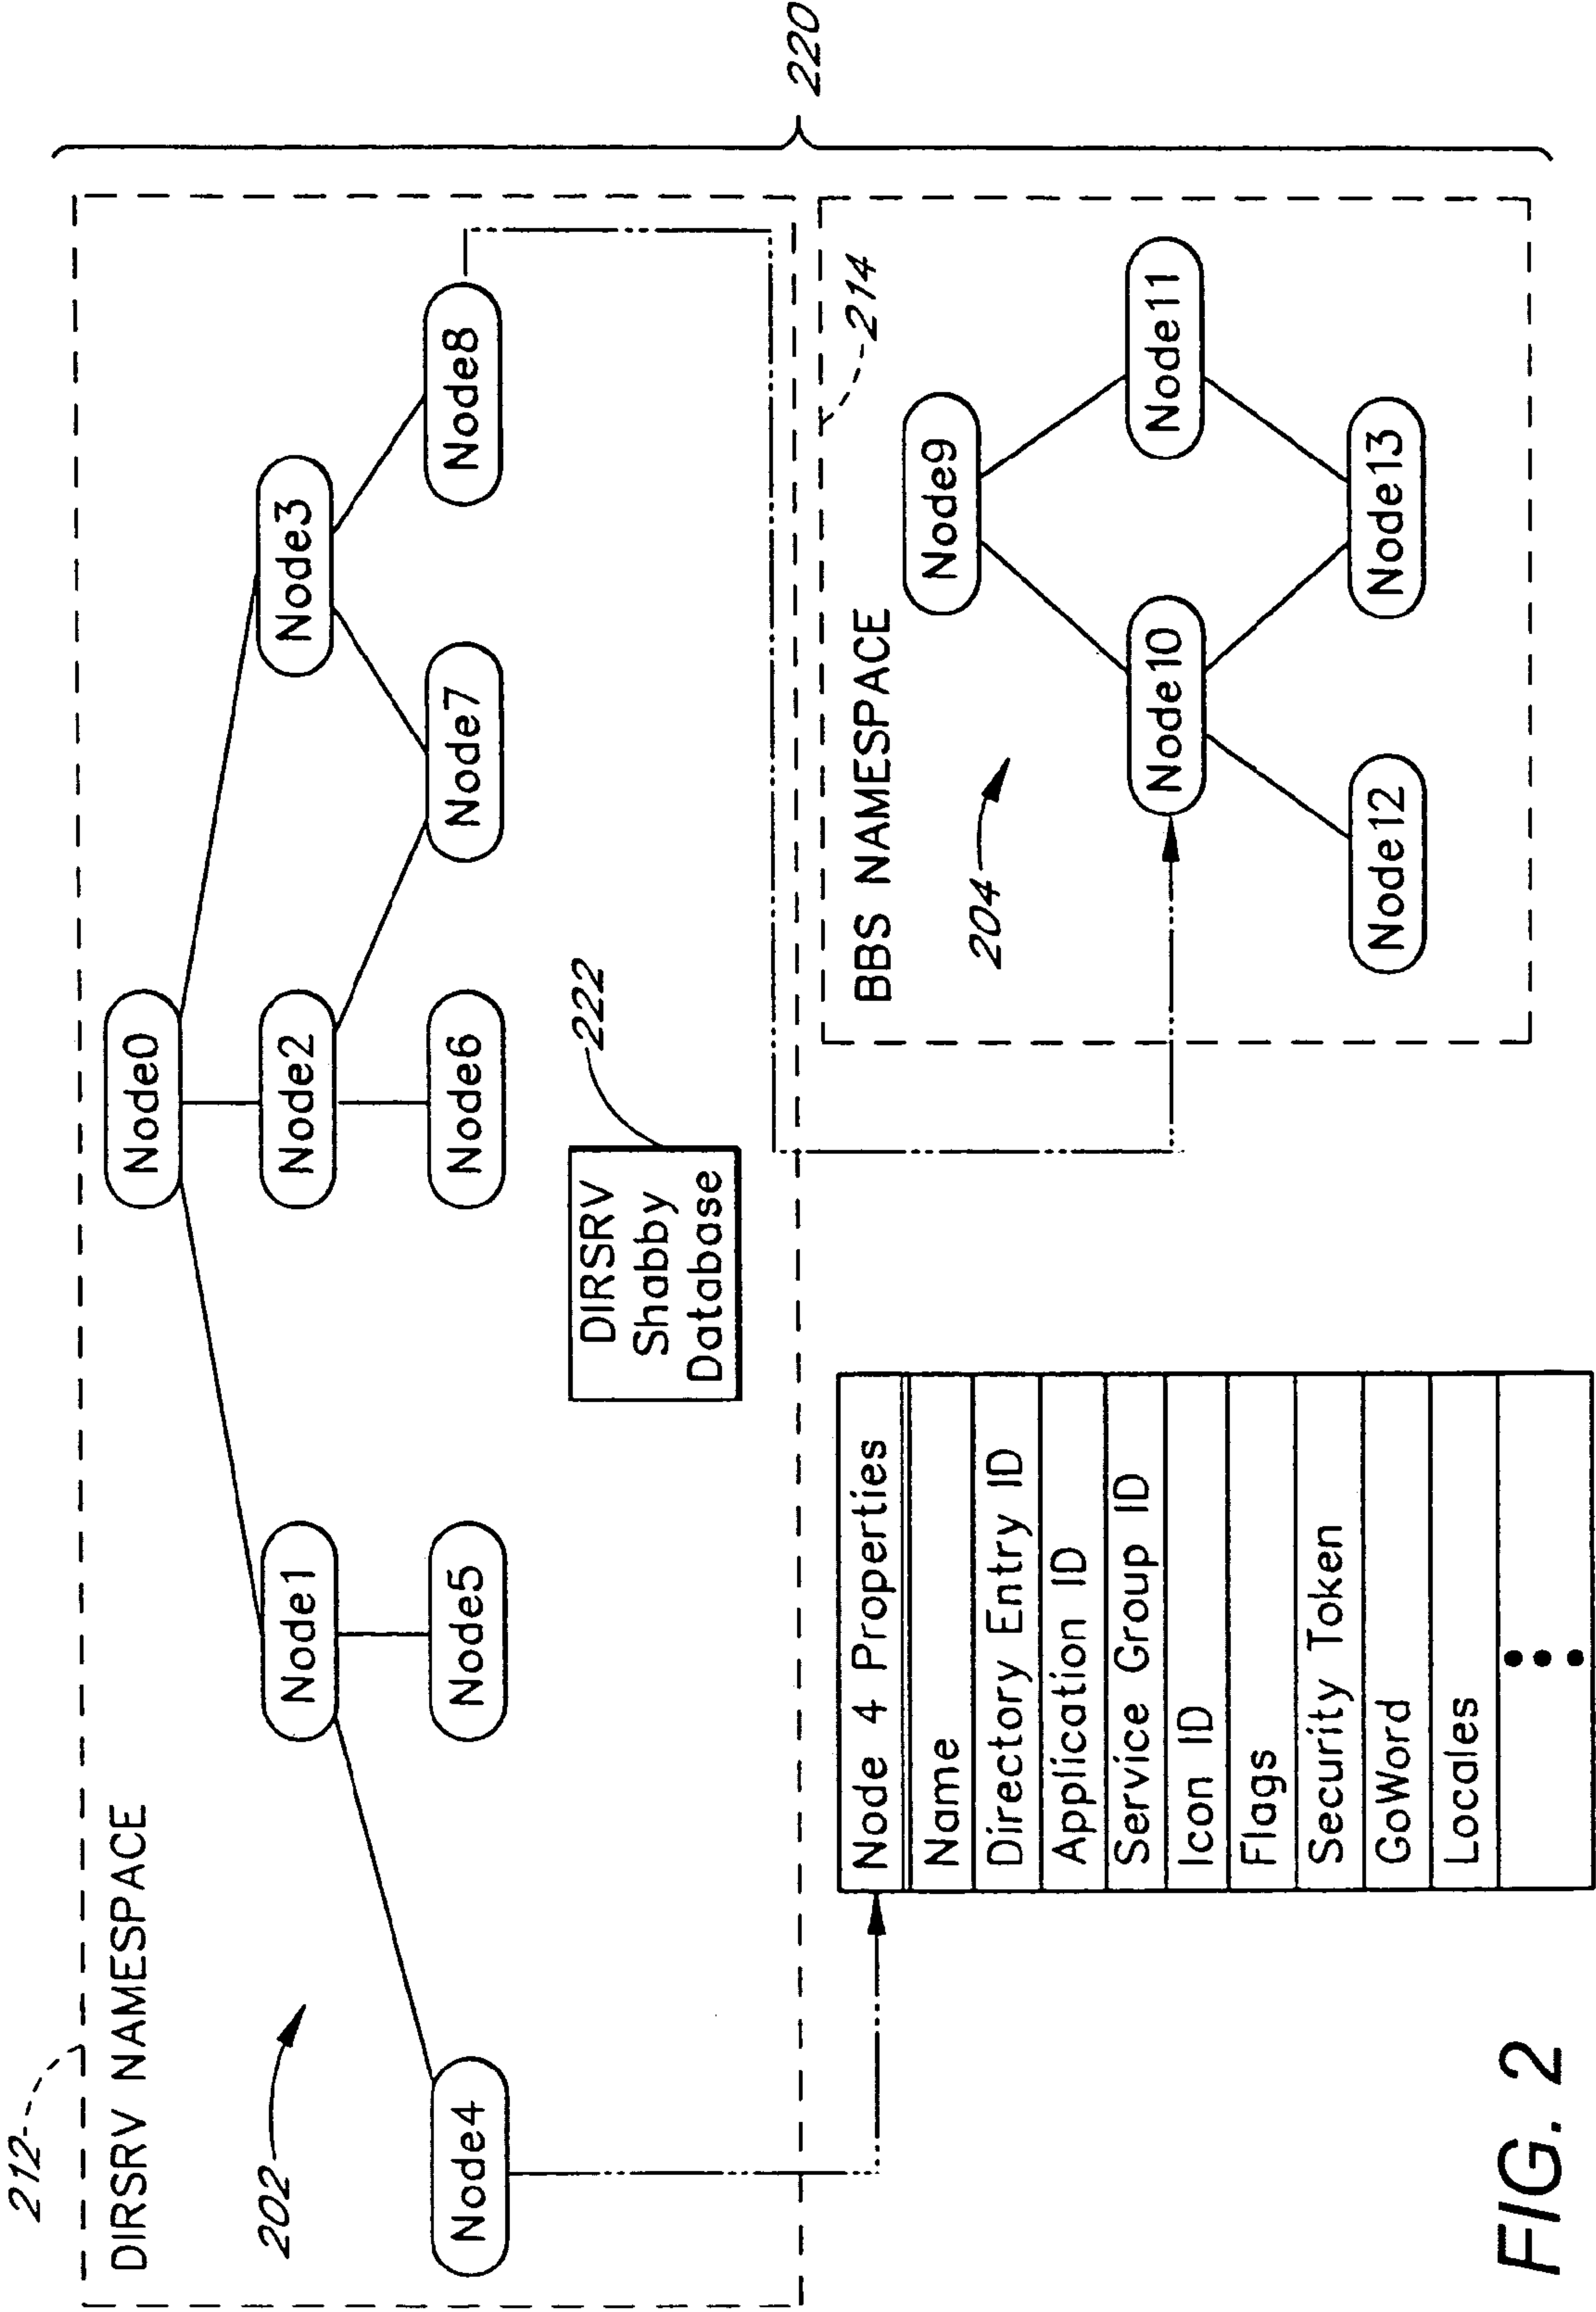 212
DIRSRV NAMESPACE
202
Node0
Node1
Node2
Node3
Node4
Node5
Node6
Node7
Node8
DIRSRV
Shabby
Database
222
220
Node 4 Properties
Name
Directory Entry ID
Application ID
Service Group ID
Icon ID
Flags
Security Token
GoWord
Locales
BBS NAMESPACE
214
204
Node9
Node10
Node11
Node12
Node13
FIG. 2